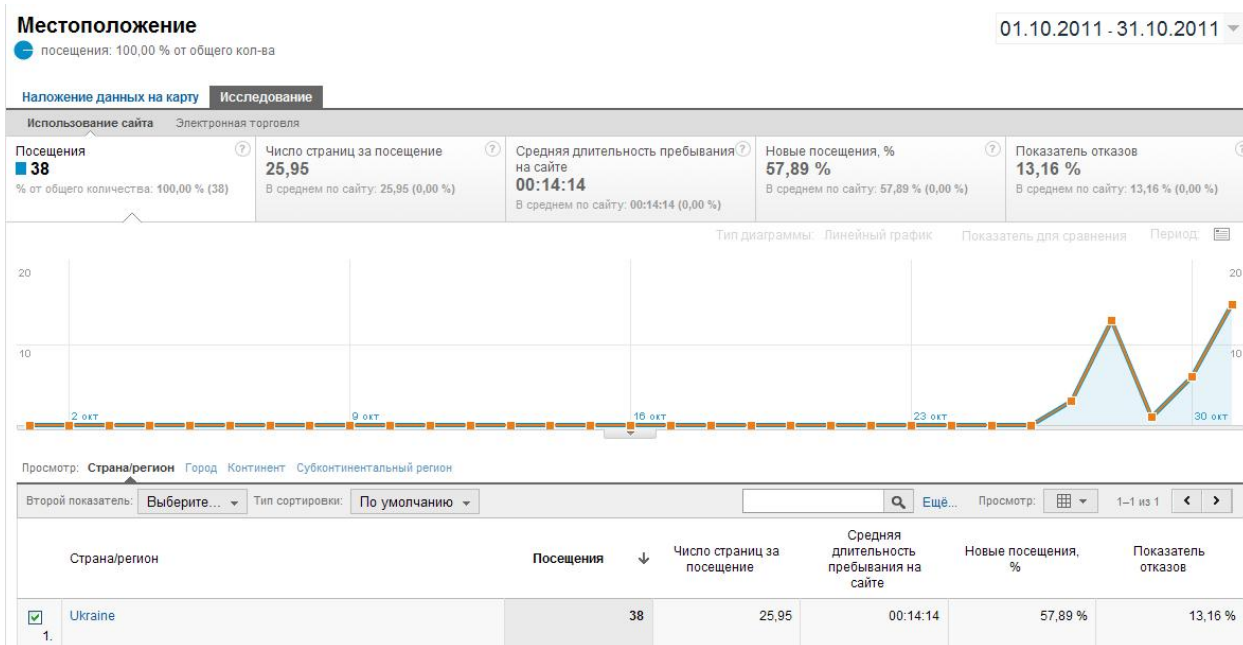 Местоположение
01.10.2011 - 31.10.2011
посещения: 100,00 % от общего кол-ва
Наложение данных на карту Исследование
Использование сайта Электронная торговля
Посещения ?
38
% от общего количества: 100,00 % (38)
Число страниц за посещение ?
25,95
В среднем по сайту: 25,95 (0,00 %)
Средняя длительность пребывания ?
на сайте
00:14:14
В среднем по сайту: 00:14:14 (0,00 %)
Новые посещения, % ?
57,89 %
В среднем по сайту: 57,89 % (0,00 %)
Показатель отказов ?
13,16 %
В среднем по сайту: 13,16 % (0,00 %)
Тип диаграммы: Линейный график Показатель для сравнения Период:
20 20
10 10
2 окт 9 окт 16 окт 23 окт 30 окт
Просмотр: Страна/регион Город Континент Субконтинентальный регион
Второй показатель: Выберите... Тип сортировки: По умолчанию Ещё... Просмотр: 1–1 из 1
Страна/регион
Посещения
Число страниц за
посещение
Средняя
длительность
пребывания на
сайте
Новые посещения,
%
Показатель
отказов
Ukraine 38 25,95 00:14:14 57,89 % 13,16 %
1.